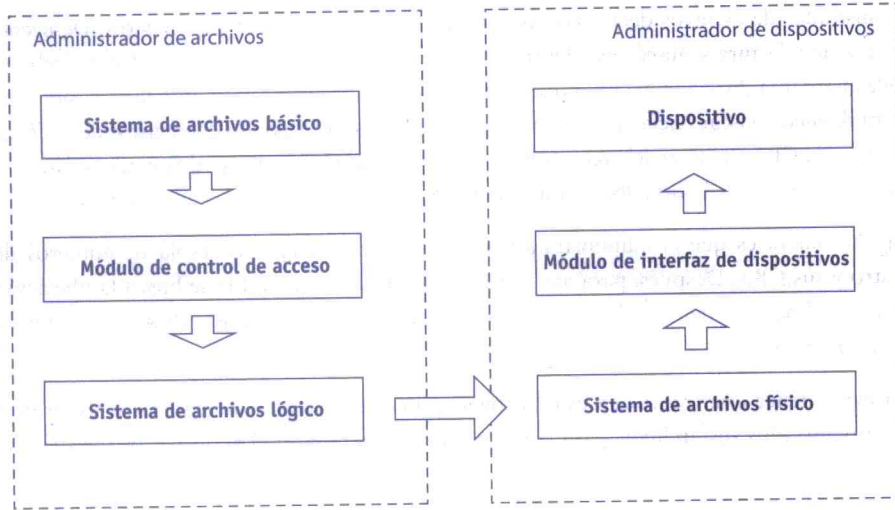 Administrador de archivos
Sistema de archivos básico
Módulo de control de acceso
Sistema de archivos lógico
Administrador de dispositivos
Dispositivo
Módulo de interfaz de dispositivos
Sistema de archivos físico